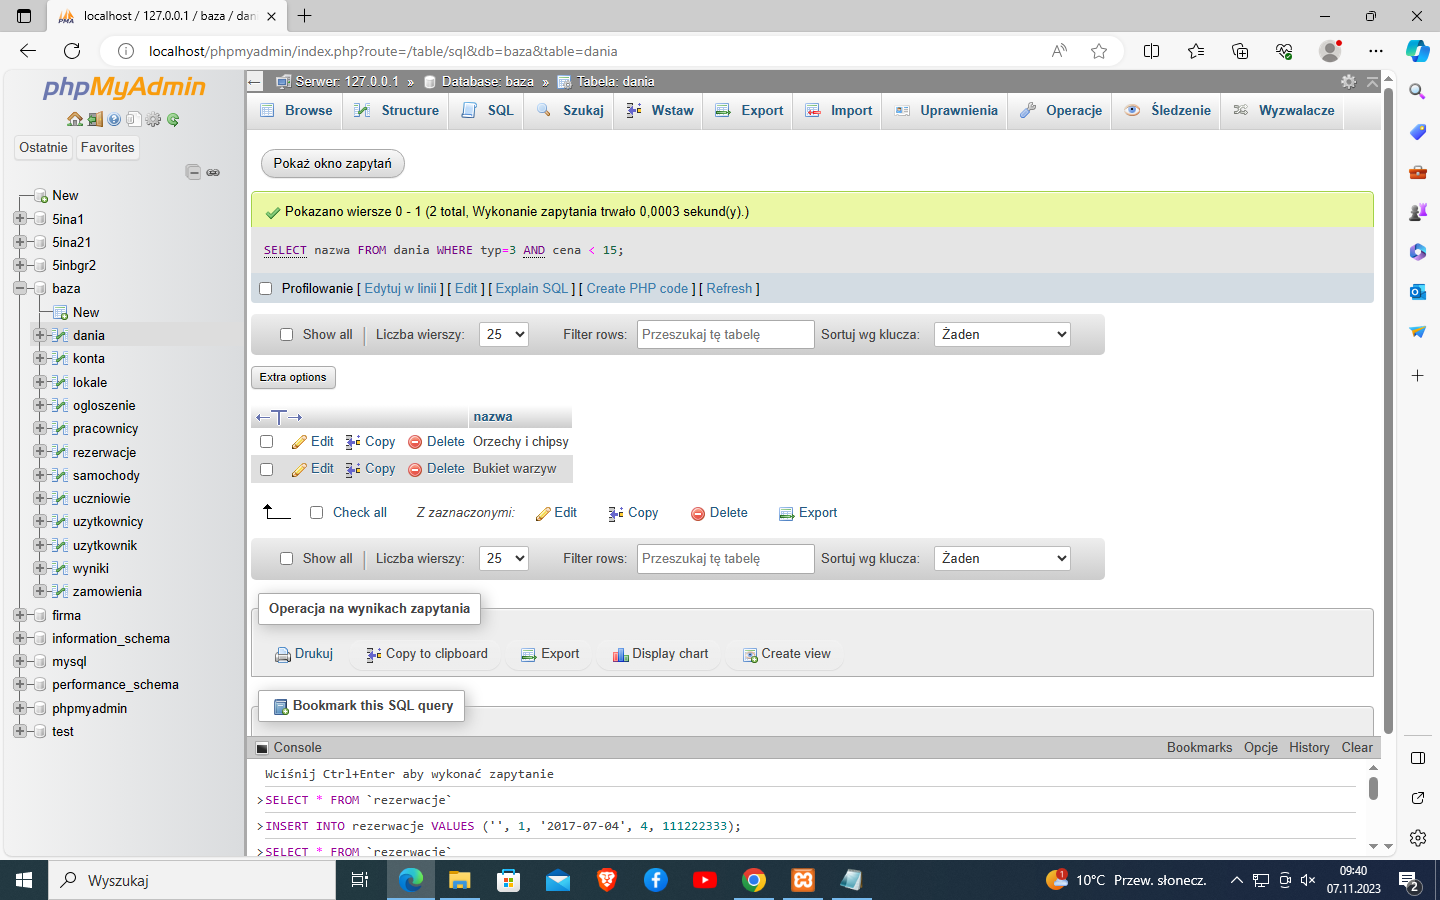 localhost / 127.0.0.1 / baza / dani
localhost/phpmyadmin/index.php?route=/table/sql&db=baza&table=dania
phpMyAdmin
Ostatnie Favorites
New
5ina1
5ina21
5inbgr2
baza
New
dania
konta
lokale
ogloszenie
pracownicy
rezerwacje
samochody
uczniowie
uzytkownicy
uzytkownik
wyniki
zamowienia
firma
information_schema
mysql
performance_schema
phpmyadmin
test
Serwer: 127.0.0.1 » Database: baza » Tabela: dania
Browse Structure SQL Szukaj Wstaw Export Import Uprawnienia Operacje Śledzenie Wyzwalacze
Pokaż okno zapytań
Pokazano wiersze 0 - 1 (2 total, Wykonanie zapytania trwało 0,0003 sekund(y).)
SELECT nazwa FROM dania WHERE typ=3 AND cena < 15;
Profilowanie [ Edytuj w linii ] [ Edit ] [ Explain SQL ] [ Create PHP code ] [ Refresh ]
Show all | Liczba wierszy: 25 Filter rows: Przeszukaj tę tabelę Sortuj wg klucza: Żaden
Extra options
←T→ nazwa
Edit Copy Delete Orzechy i chipsy
Edit Copy Delete Bukiet warzyw
Check all Z zaznaczonymi: Edit Copy Delete Export
Show all | Liczba wierszy: 25 Filter rows: Przeszukaj tę tabelę Sortuj wg klucza: Żaden
Operacja na wynikach zapytania
Drukuj Copy to clipboard Export Display chart Create view
Bookmark this SQL query
Console Bookmarks Opcje History Clear
Wciśnij Ctrl+Enter aby wykonać zapytanie
>SELECT * FROM `rezerwacje`
>INSERT INTO rezerwacje VALUES ('', 1, '2017-07-04', 4, 111222333);
>SELECT * FROM `rezerwacje`
Wyszukaj
1 10°C Przew. słonecz.
09:40
07.11.2023
2